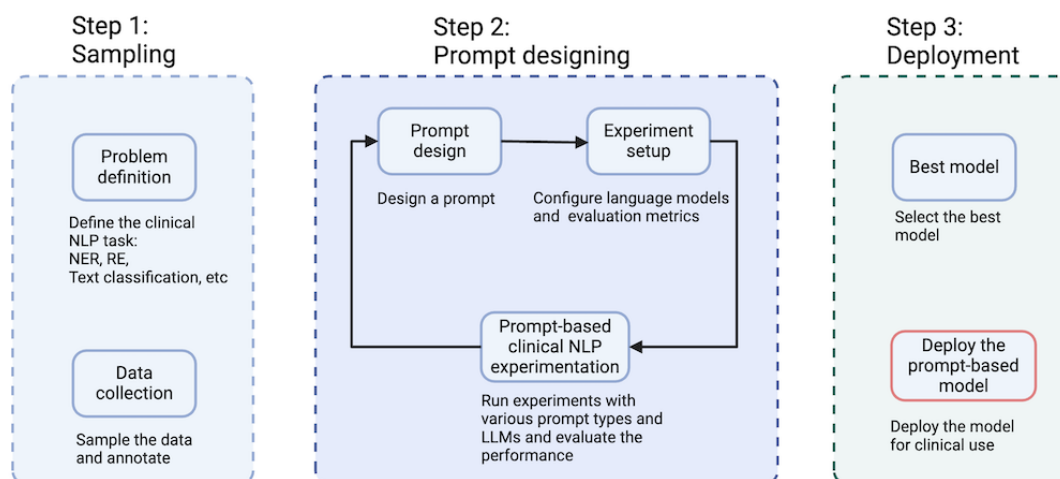 Step 1:
Sampling
Problem
definition
Define the clinical
NLP task:
NER, RE,
Text classification, etc
Data
collection
Sample the data
and annotate
Step 2:
Prompt designing
Prompt
design
Design a prompt
Experiment
setup
Configure language models
and evaluation metrics
Prompt-based
clinical NLP
experimentation
Run experiments with
various prompt types and
LLMs and evaluate the
performance
Step 3:
Deployment
Best model
Select the best
model
Deploy the
prompt-based
model
Deploy the model
for clinical use